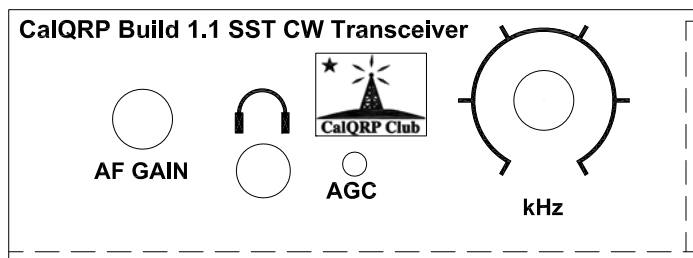 CalQRP Build 1.1 SST CW Transceiver
CalQRP Club
AF GAIN
AGC
kHz